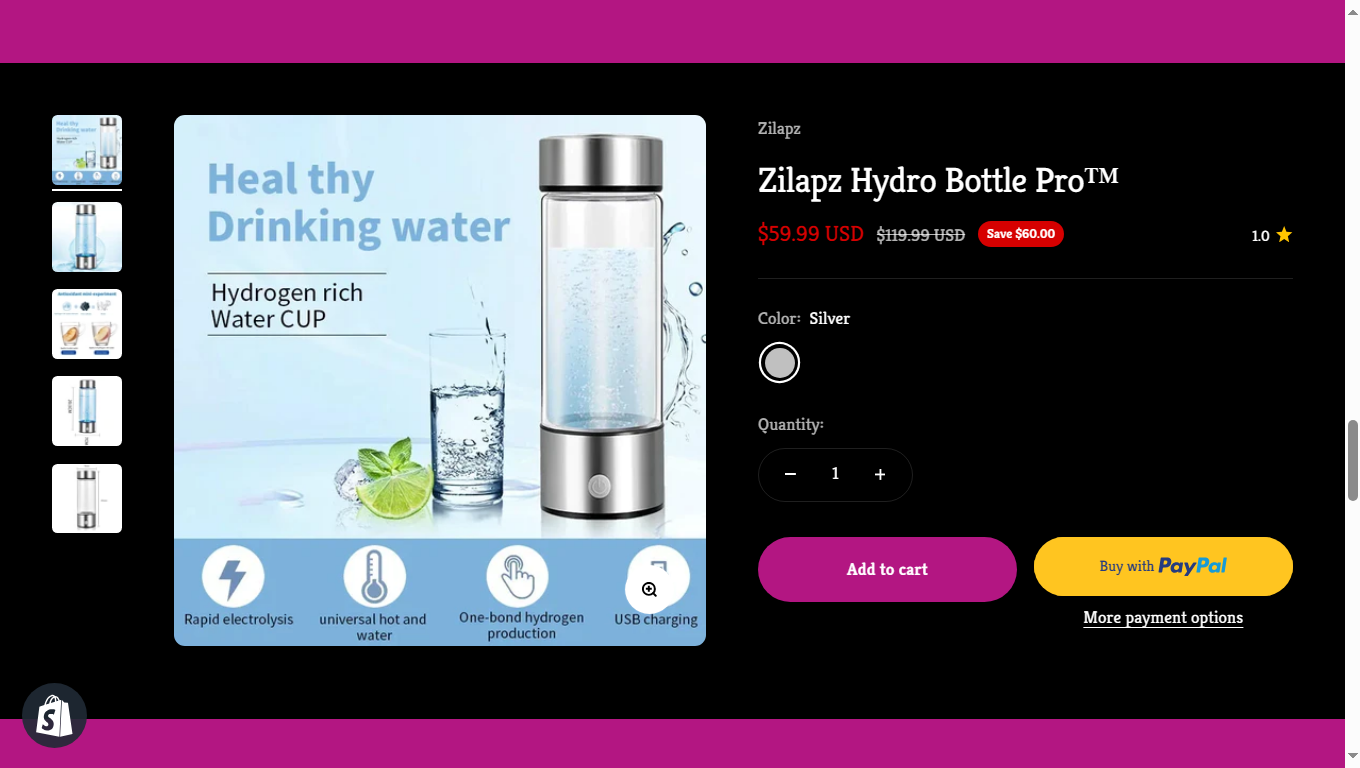 Heal thy
Drinking water
Hydrogen rich
Water CUP
Rapid electrolysis
universal hot and
water
One-bond hydrogen
production
USB charging
Zilapz
Zilapz Hydro Bottle Pro™
$59.99 USD $119.99 USD Save $60.00
1.0
Color: Silver
Quantity:
− 1 +
Add to cart
Buy with PayPal
More payment options